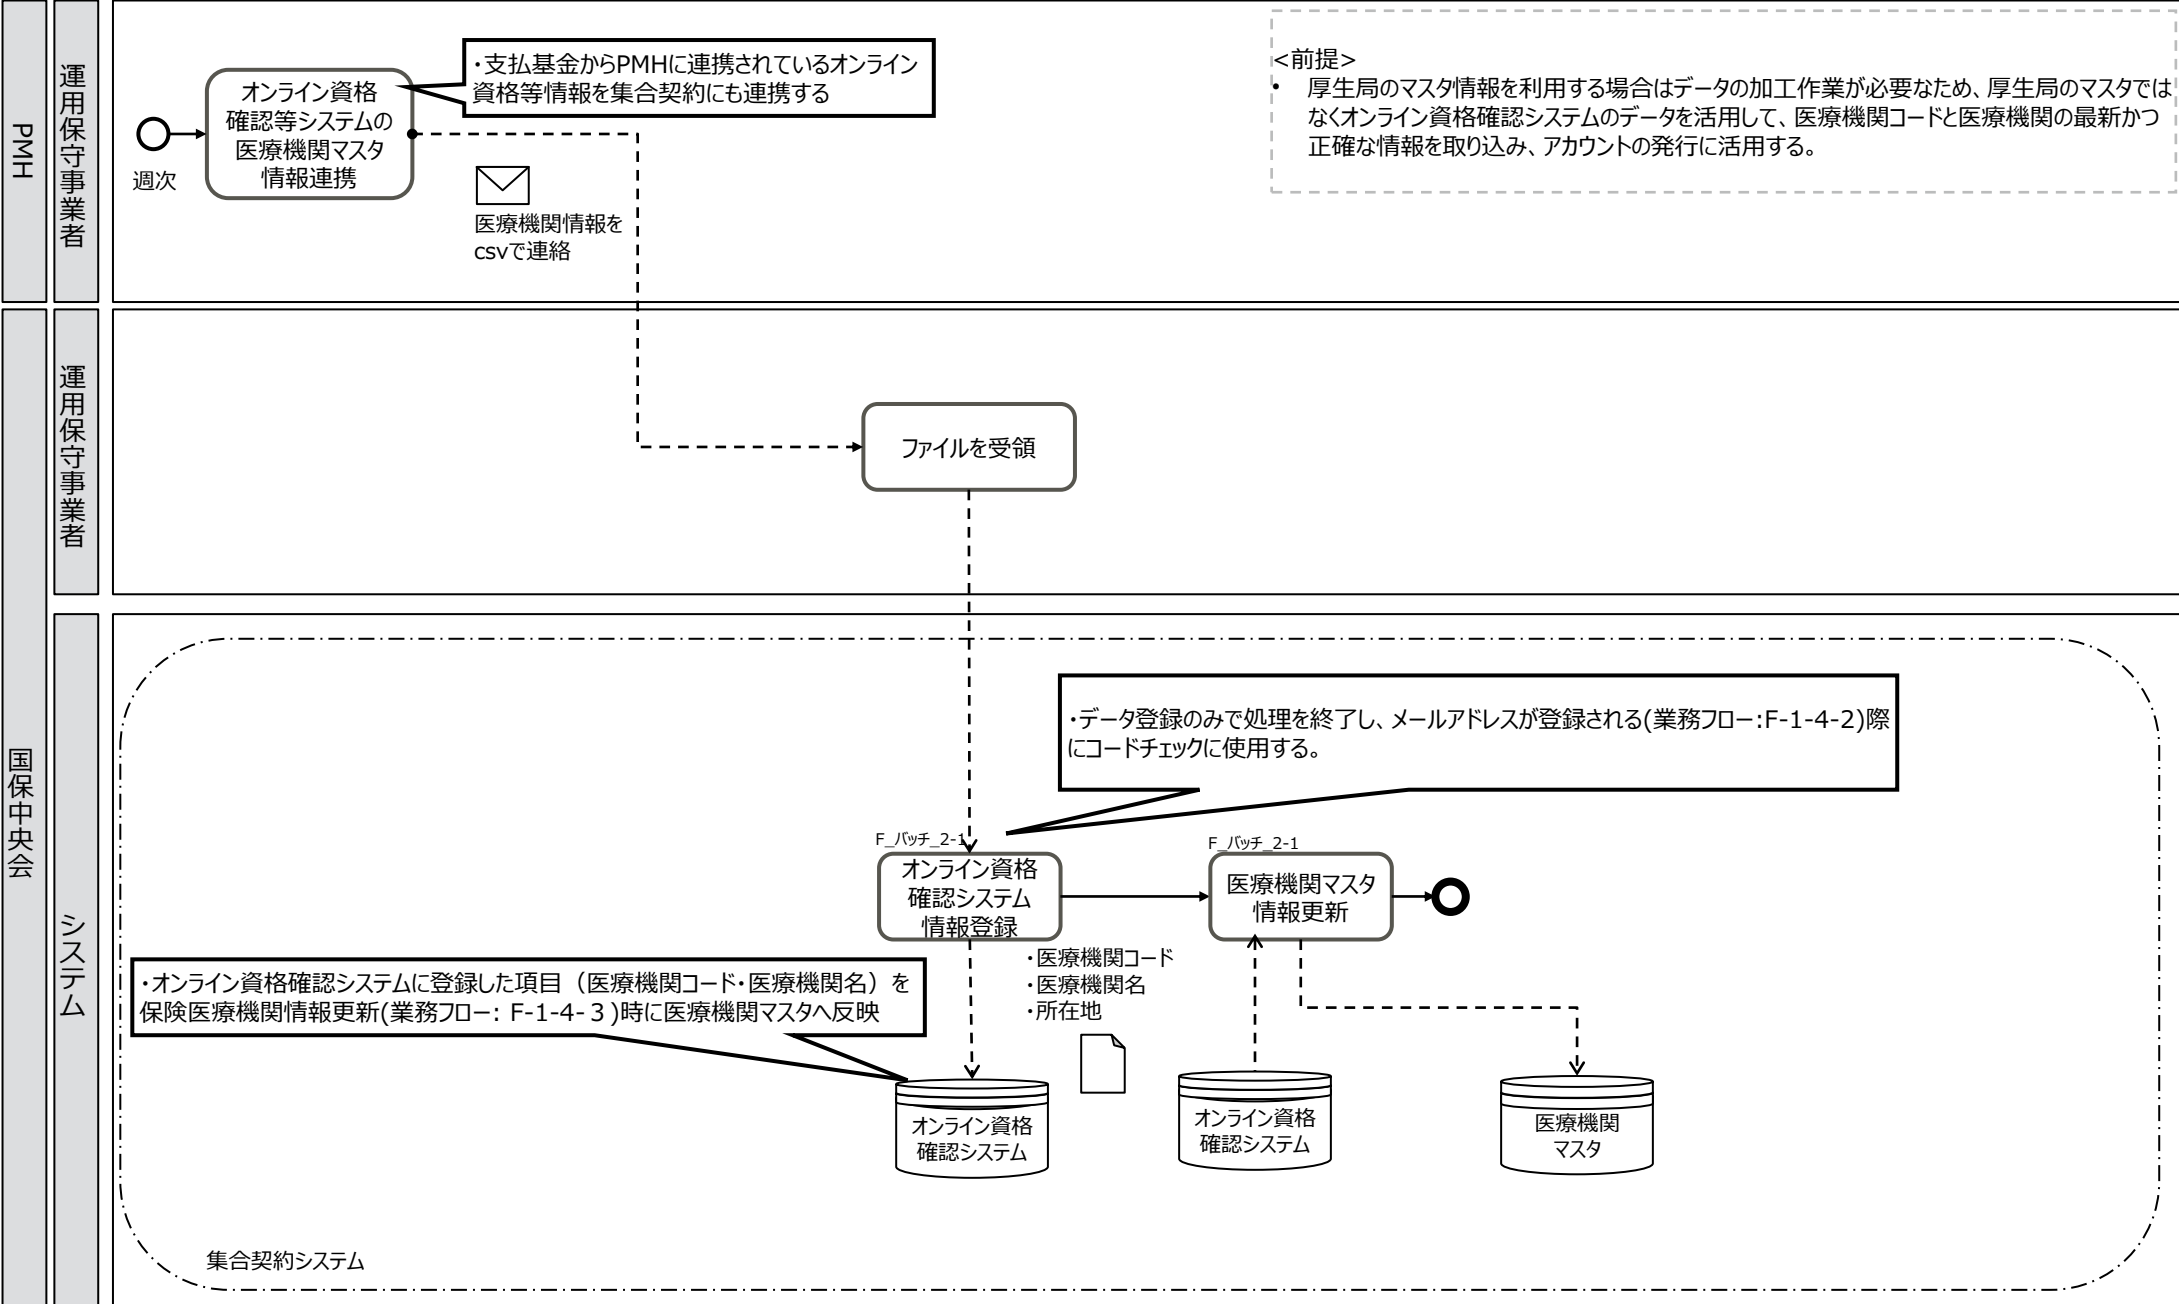 PMH
運用保守事業者
オンライン資格
確認等システムの
医療機関マスタ
情報連携
週次
・支払基金からPMHに連携されているオンライン
資格等情報を集合契約にも連携する
医療機関情報を
csvで連絡
<前提>
• 厚生局のマスタ情報を利用する場合はデータの加工作業が必要なため、厚生局のマスタでは
なくオンライン資格確認システムのデータを活用して、医療機関コードと医療機関の最新かつ
正確な情報を取り込み、アカウントの発行に活用する。
国保中央会
運用保守事業者
ファイルを受領
システム
・データ登録のみで処理を終了し、メールアドレスが登録される(業務フロー:F-1-4-2)際
にコードチェックに使用する。
F_バッチ_2-1
オンライン資格
確認システム
情報登録
F_バッチ_2-1
医療機関マスタ
情報更新
・オンライン資格確認システムに登録した項目（医療機関コード・医療機関名）を
保険医療機関情報更新(業務フロー: F-1-4-３)時に医療機関マスタへ反映
・医療機関コード
・医療機関名
・所在地
オンライン資格
確認システム
オンライン資格
確認システム
医療機関
マスタ
集合契約システム